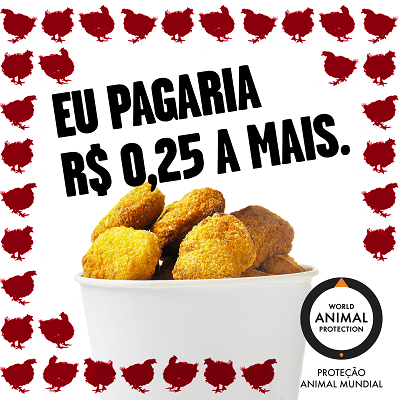 EU PAGARIA
R$ 0,25 A MAIS.
WORLD
ANIMAL
PROTECTION
PROTEÇÃO
ANIMAL MUNDIAL